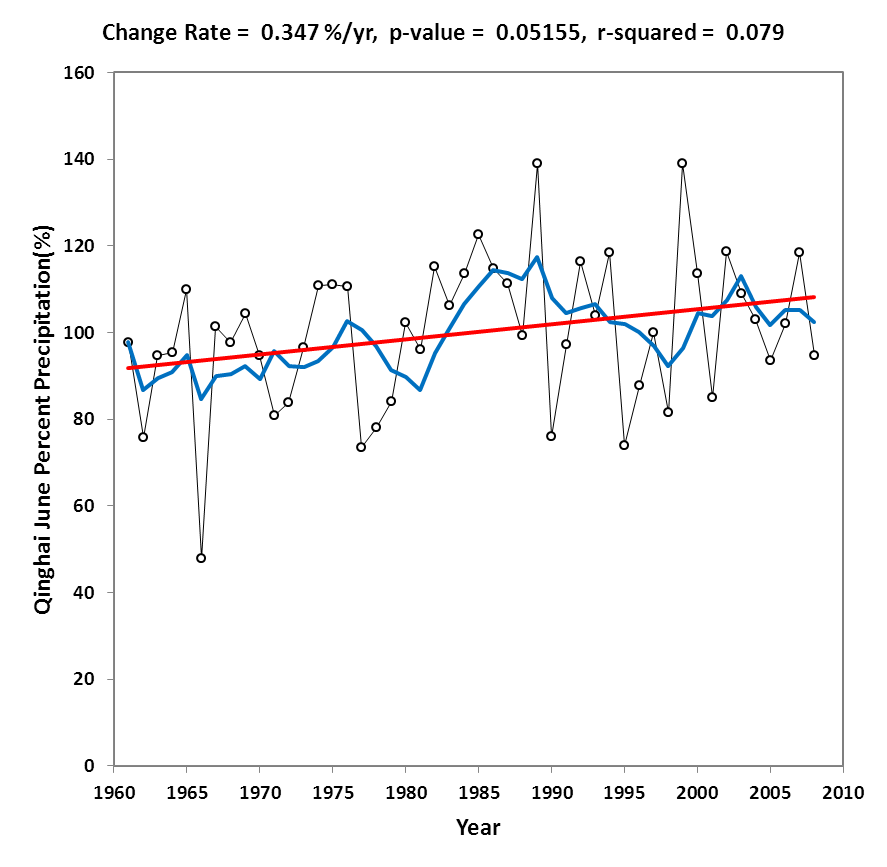 Change Rate = 0.347 %/yr, p-value = 0.05155, r-squared = 0.079
Qinghai June Percent Precipitation(%)
160
140
120
100
80
60
40
20
0
1960 1965 1970 1975 1980 1985 1990 1995 2000 2005 2010
Year